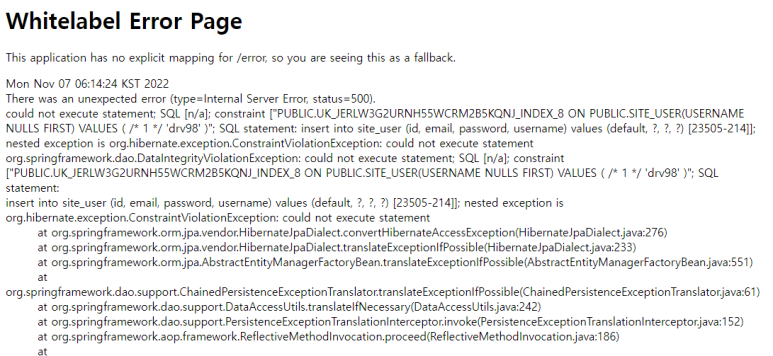 Whitelabel Error Page
This application has no explicit mapping for /error, so you are seeing this as a fallback.
Mon Nov 07 06:14:24 KST 2022
There was an unexpected error (type=Internal Server Error, status=500).
could not execute statement; SQL [n/a]; constraint ["PUBLIC.UK_JERLW3G2URNH55WCRM2B5KQNJ_INDEX_8 ON PUBLIC.SITE_USER(USERNAME
NULLS FIRST) VALUES ( /* 1 */ 'drv98' )"; SQL statement: insert into site_user (id, email, password, username) values (default, ?, ?, ?) [23505-214]];
nested exception is org.hibernate.exception.ConstraintViolationException: could not execute statement
org.springframework.dao.DataIntegrityViolationException: could not execute statement; SQL [n/a]; constraint
["PUBLIC.UK_JERLW3G2URNH55WCRM2B5KQNJ_INDEX_8 ON PUBLIC.SITE_USER(USERNAME NULLS FIRST) VALUES ( /* 1 */ 'drv98' )"; SQL
statement:
insert into site_user (id, email, password, username) values (default, ?, ?, ?) [23505-214]]; nested exception is
org.hibernate.exception.ConstraintViolationException: could not execute statement
at org.springframework.orm.jpa.vendor.HibernateJpaDialect.convertHibernateAccessException(HibernateJpaDialect.java:276)
at org.springframework.orm.jpa.vendor.HibernateJpaDialect.translateExceptionIfPossible(HibernateJpaDialect.java:233)
at org.springframework.orm.jpa.AbstractEntityManagerFactoryBean.translateExceptionIfPossible(AbstractEntityManagerFactoryBean.java:551)
at
org.springframework.dao.support.ChainedPersistenceExceptionTranslator.translateExceptionIfPossible(ChainedPersistenceExceptionTranslator.java:61)
at org.springframework.dao.support.DataAccessUtils.translateIfNecessary(DataAccessUtils.java:242)
at org.springframework.dao.support.PersistenceExceptionTranslationInterceptor.invoke(PersistenceExceptionTranslationInterceptor.java:152)
at org.springframework.aop.framework.ReflectiveMethodInvocation.proceed(ReflectiveMethodInvocation.java:186)
at